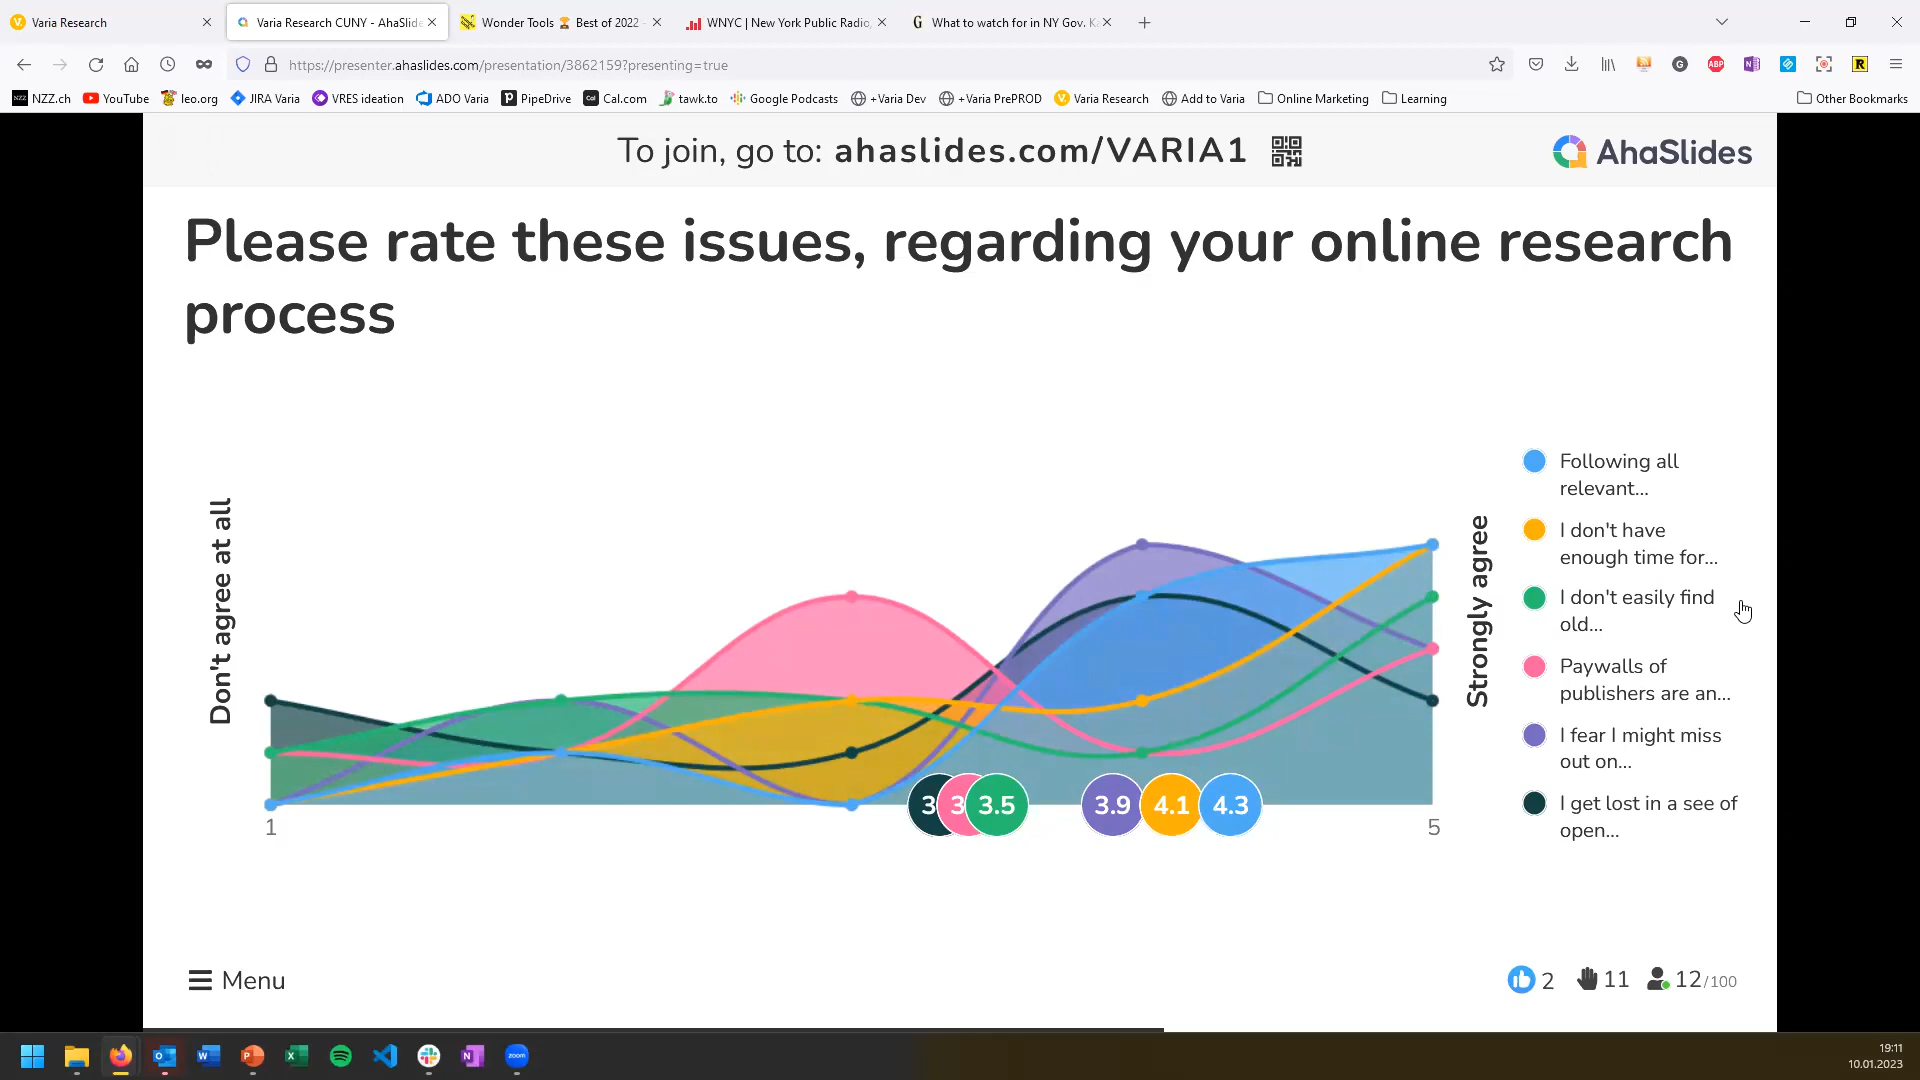 Varia Research
Varia Research CUNY - AhaSlide
Wonder Tools 🏆 Best of 2022 -
WNYC | New York Public Radio,
What to watch for in NY Gov. Ka
https://presenter.ahaslides.com/presentation/3862159?presenting=true
NZZ.ch YouTube leo.org JIRA Varia VRES ideation ADO Varia PipeDrive Cal.com tawk.to Google Podcasts +Varia Dev +Varia PrePROD Varia Research Add to Varia Online Marketing Learning Other Bookmarks
To join, go to: ahaslides.com/VARIA1
AhaSlides
Please rate these issues, regarding your online research
process
Don't agree at all
Strongly agree
Following all
relevant...
I don't have
enough time for...
I don't easily find
old...
Paywalls of
publishers are an...
I fear I might miss
out on...
I get lost in a see of
open...
3 3 3.5 3.9 4.1 4.3
1 5
Menu
2 11 12/100
19:11
10.01.2023